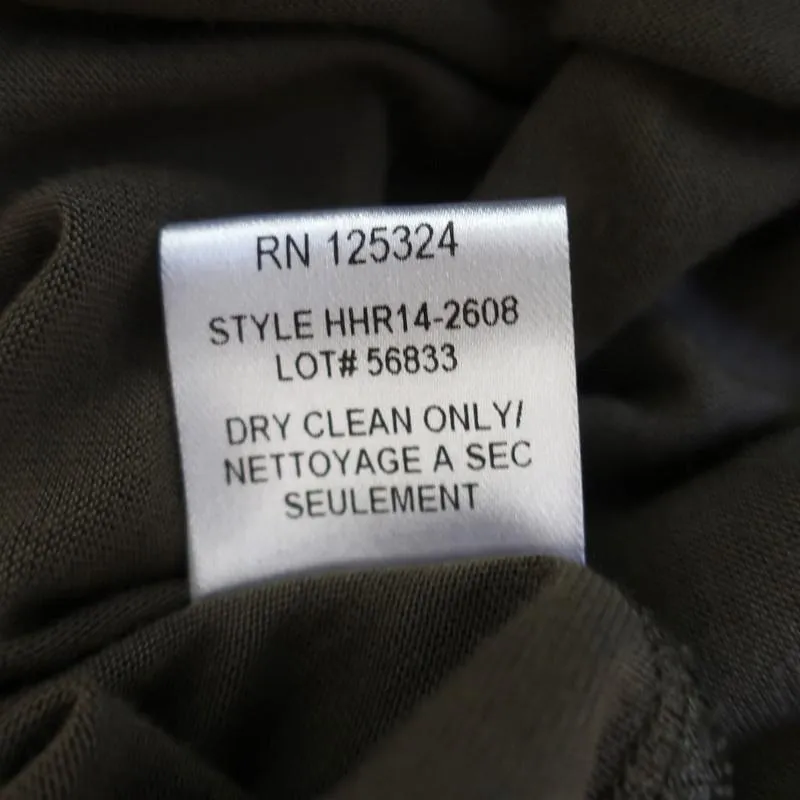 RN 125324
STYLE HHR14-2608
LOT# 56833
DRY CLEAN ONLY/
NETTOYAGE A SEC
SEULEMENT